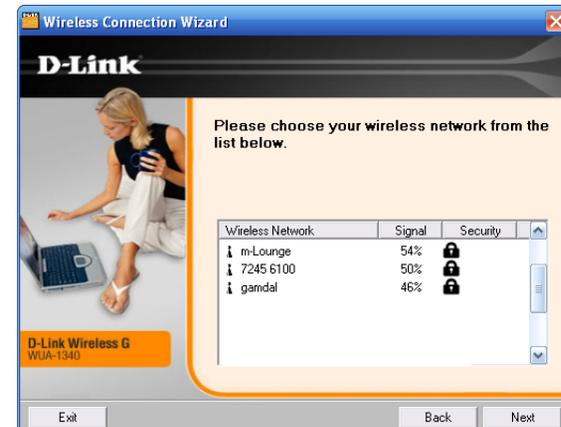 Wireless Connection Wizard
D-Link
Please choose your wireless network from the
list below.
Wireless Network Signal Security
m-Lounge 54%
7245 6100 50%
gamdal 46%
D-Link Wireless G
WUA-1340
Exit Back Next